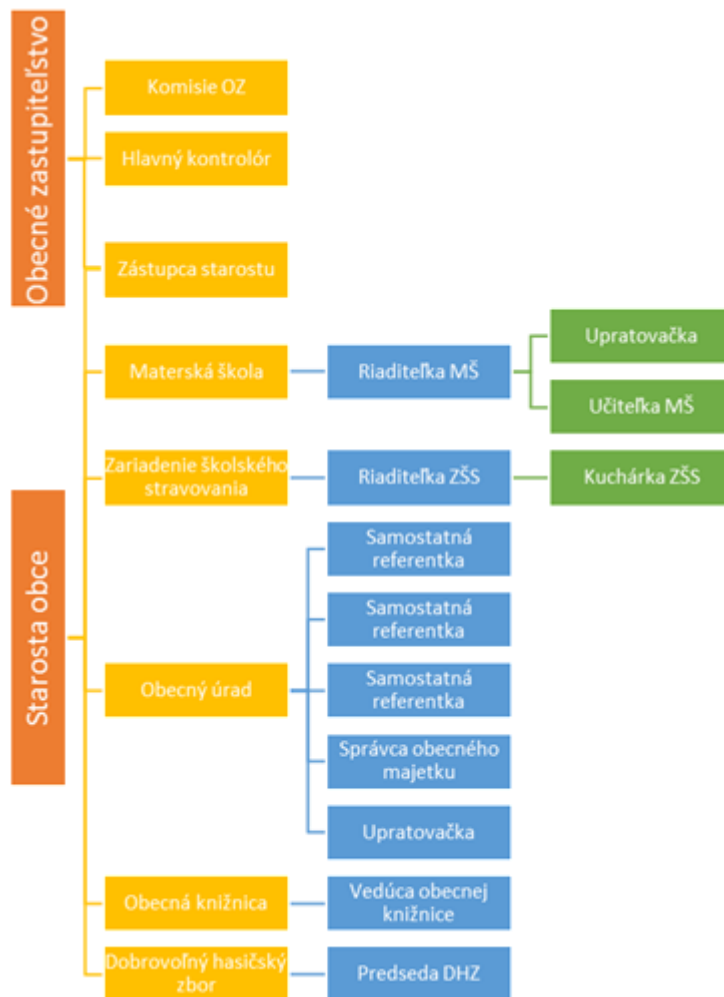 Obecné zastupiteľstvo
Komisie OZ
Hlavný kontrolór
Zástupca starostu
Materská škola
Riaditeľka MŠ
Upratovačka
Učiteľka MŠ
Zariadenie školského
stravovania
Riaditeľka ZŠS
Kuchárka ZŠS
Starosta obce
Obecný úrad
Samostatná
referentka
Samostatná
referentka
Samostatná
referentka
Správca obecného
majetku
Upratovačka
Obecná knižnica
Vedúca obecnej
knižnice
Dobrovoľný hasičský
zbor
Predseda DHZ